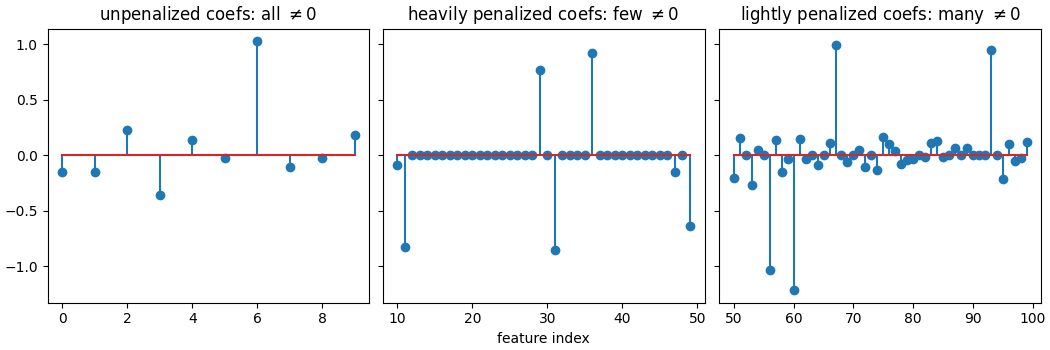 unpenalized coefs: all ≠0
heavily penalized coefs: few ≠0
lightly penalized coefs: many ≠0
1.0
0.5
0.0
−0.5
−1.0
0 2 4 6 8
10 20 30 40 50
50 60 70 80 90 100
feature index